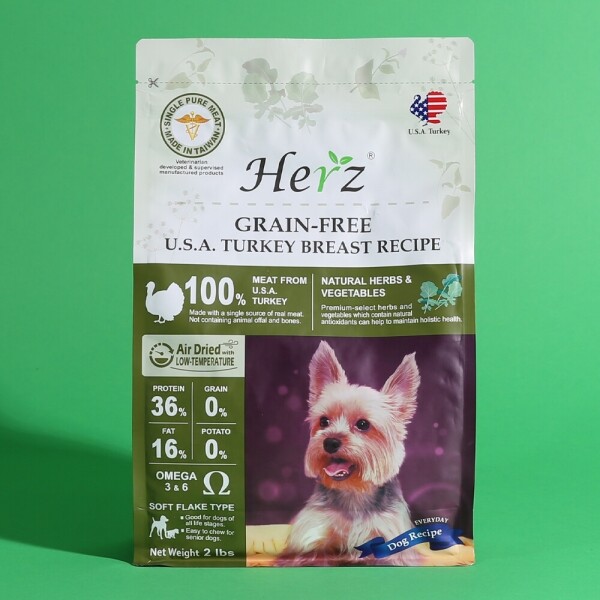 SINGLE PURE MEAT
MADE IN TAIWAN
Veterinarian
developed & supervised
manufactured products
U.S.A. Turkey
Herz®
GRAIN-FREE
U.S.A. TURKEY BREAST RECIPE
100%
MEAT FROM
U.S.A.
TURKEY
Made with a single source of real meat.
Not containing animal offal and bones.
NATURAL HERBS &
VEGETABLES
Premium-select herbs and
vegetables which contain natural
antioxidants can help to maintain holistic health.
Air Dried with
LOW-TEMPERATURE
PROTEIN
36%
GRAIN
0%
FAT
16%
POTATO
0%
OMEGA
3 & 6
Ω
SOFT FLAKE TYPE
Good for dogs of
all life stages.
Easy to chew for
senior dogs.
Net Weight 2 lbs
EVERYDAY
Dog Recipe